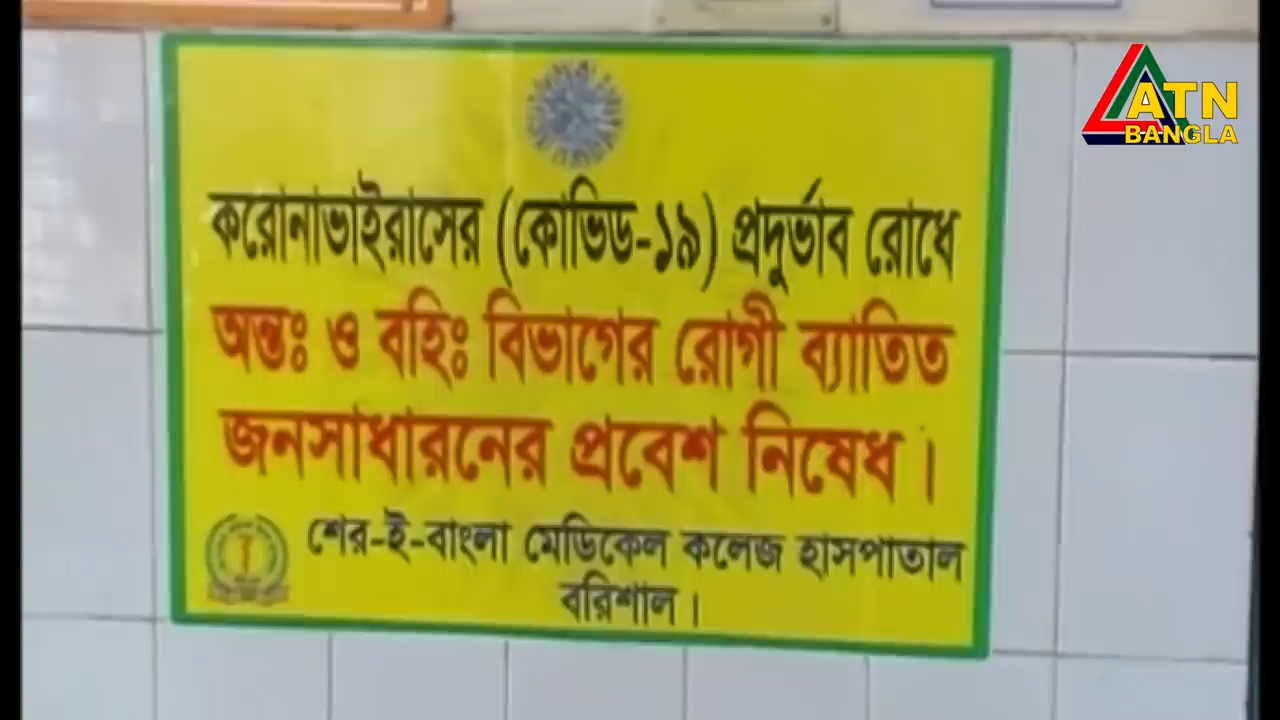 ATN
BANGLA
করোনাভাইরাসের (কোভিড-১৯) প্রদুর্ভাব রোধে
অন্তঃ ও বহিঃ বিভাগের রোগী ব্যাতিত
জনসাধারনের প্রবেশ নিষেধ।
শের-ই-বাংলা মেডিকেল কলেজ হাসপাতাল
বরিশাল।